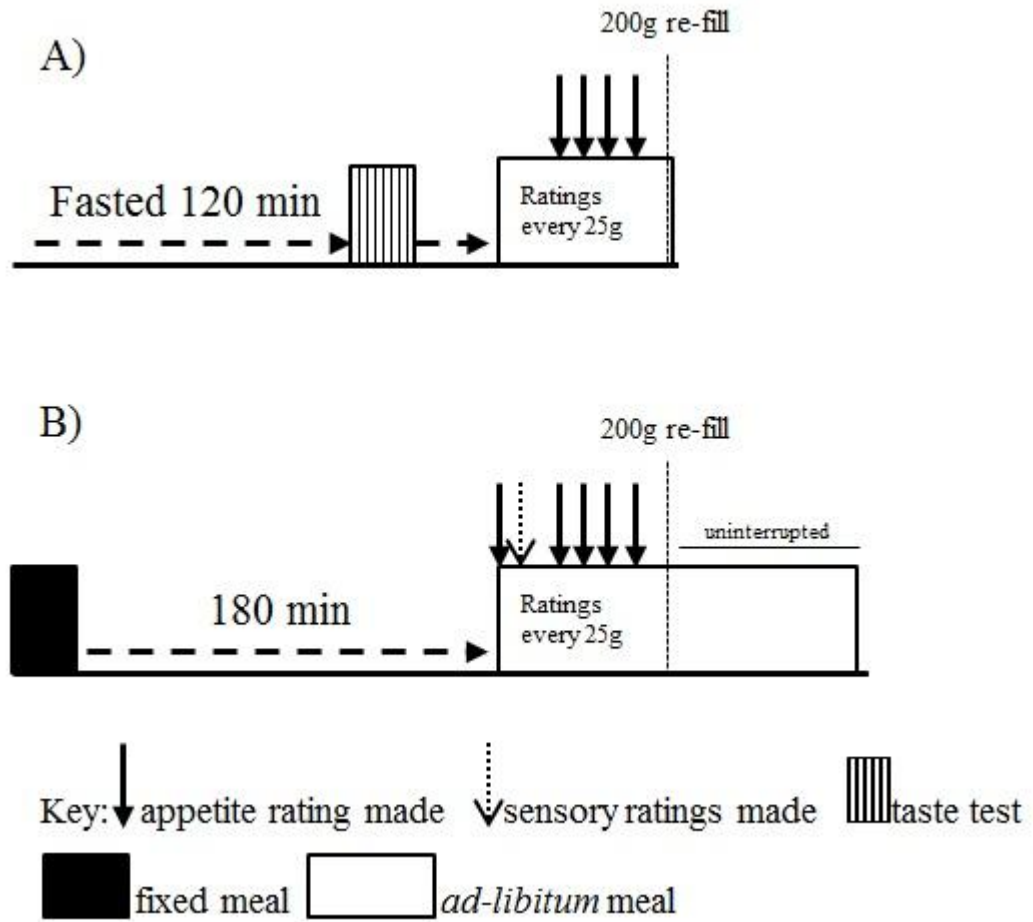 200g re-fill
A)
Fasted 120 min
Ratings
every 25g
B)
200g re-fill
uninterrupted
180 min
Ratings
every 25g
Key: appetite rating made sensory ratings made taste test
fixed meal ad-libitum meal